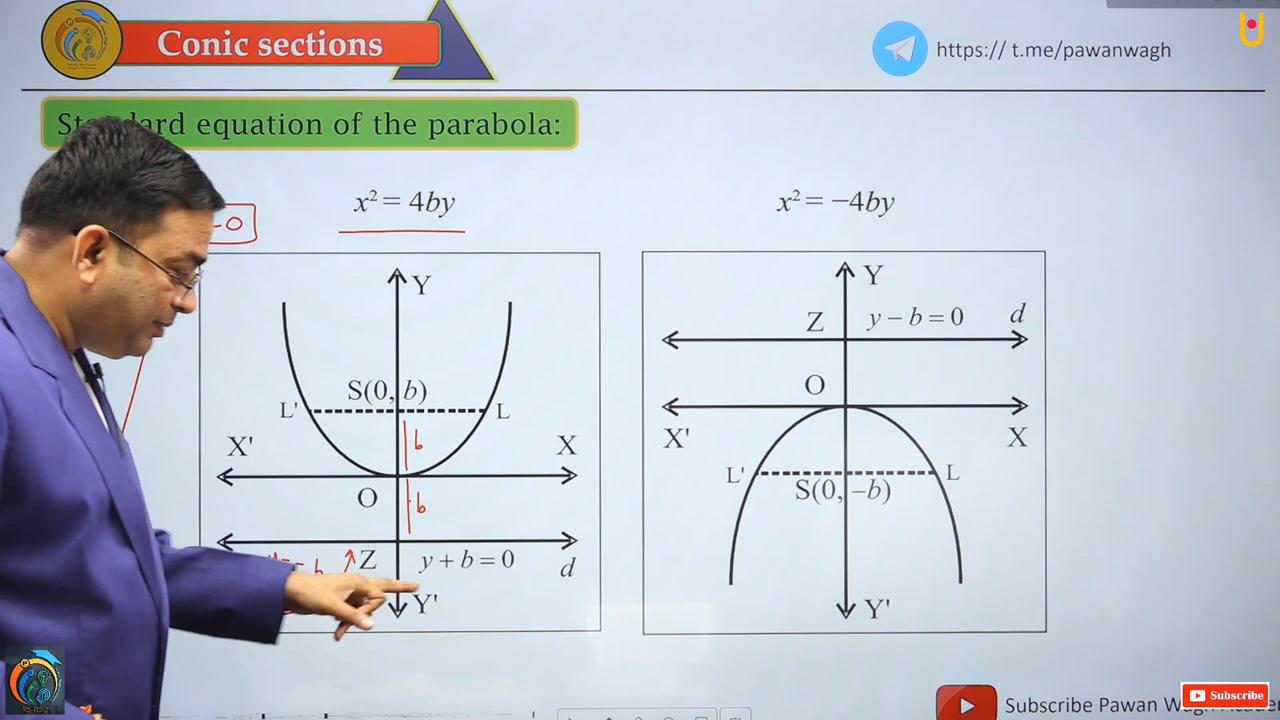 Conic sections
https:// t.me/pawanwagh
equation of the parabola:
x² = 4by
x² = −4by
Y
S(0, b)
L'
L
b
X'
X
O
b
Z
y + b = 0
d
Y'
Y
Z
y − b = 0
d
O
X'
X
L'
L
S(0, −b)
Y'
Subscribe Pawan Wagh
Subscribe